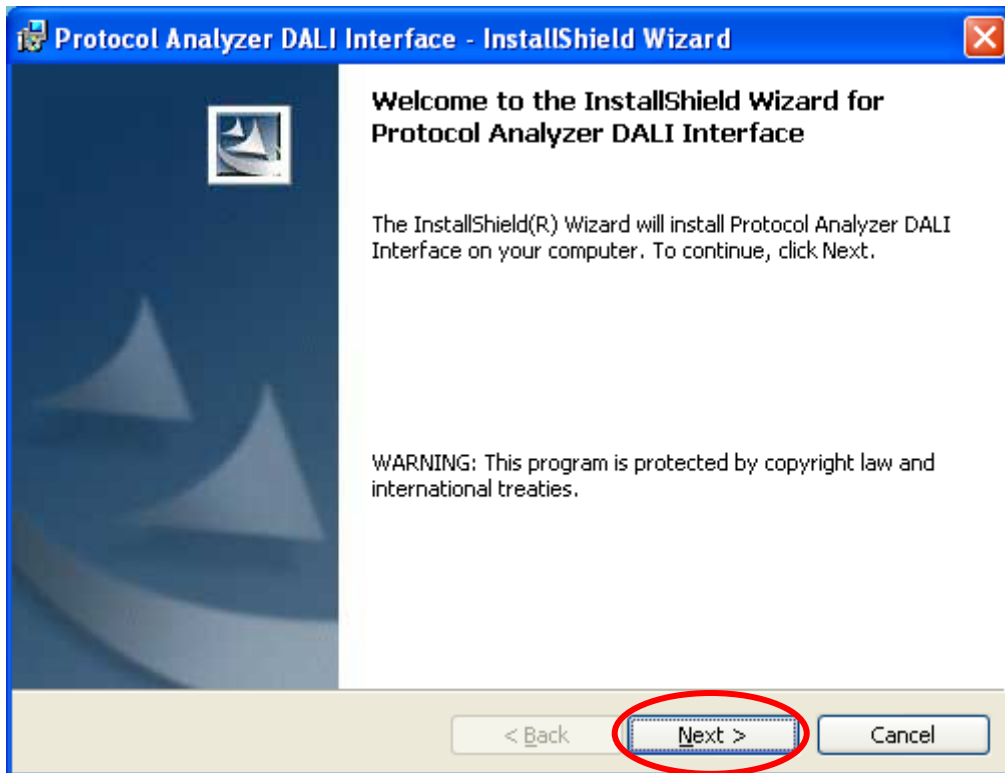 Protocol Analyzer DALI Interface - InstallShield Wizard
Welcome to the InstallShield Wizard for
Protocol Analyzer DALI Interface
The InstallShield(R) Wizard will install Protocol Analyzer DALI
Interface on your computer. To continue, click Next.
WARNING: This program is protected by copyright law and
international treaties.
< Back Next > Cancel